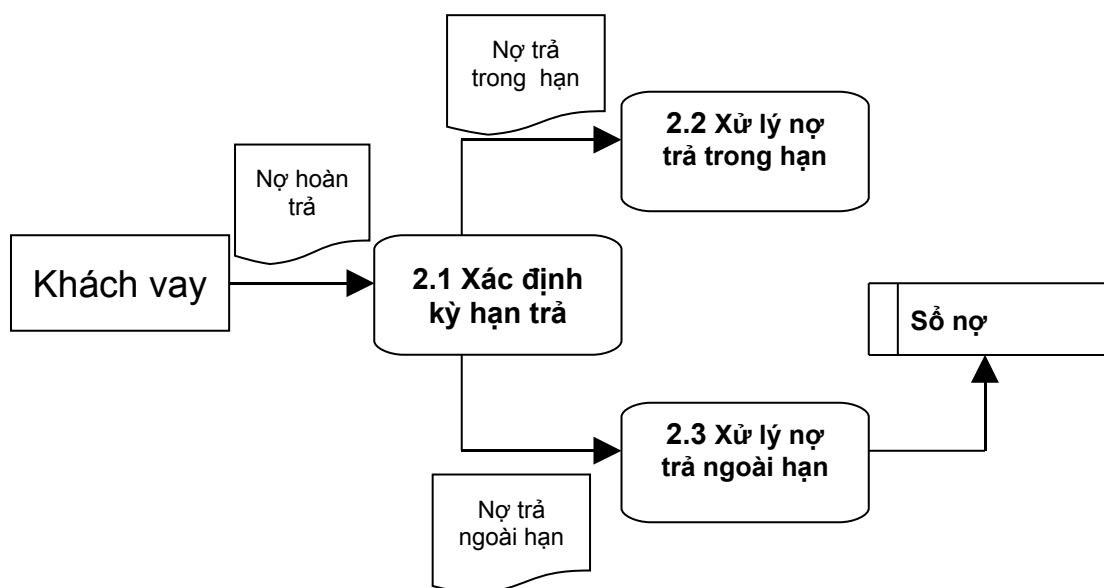 Nợ trả
trong hạn
2.2 Xử lý nợ
trả trong hạn
Nợ hoàn
trả
Khách vay
2.1 Xác định
kỳ hạn trả
Sổ nợ
2.3 Xử lý nợ
trả ngoài hạn
Nợ trả
ngoài hạn